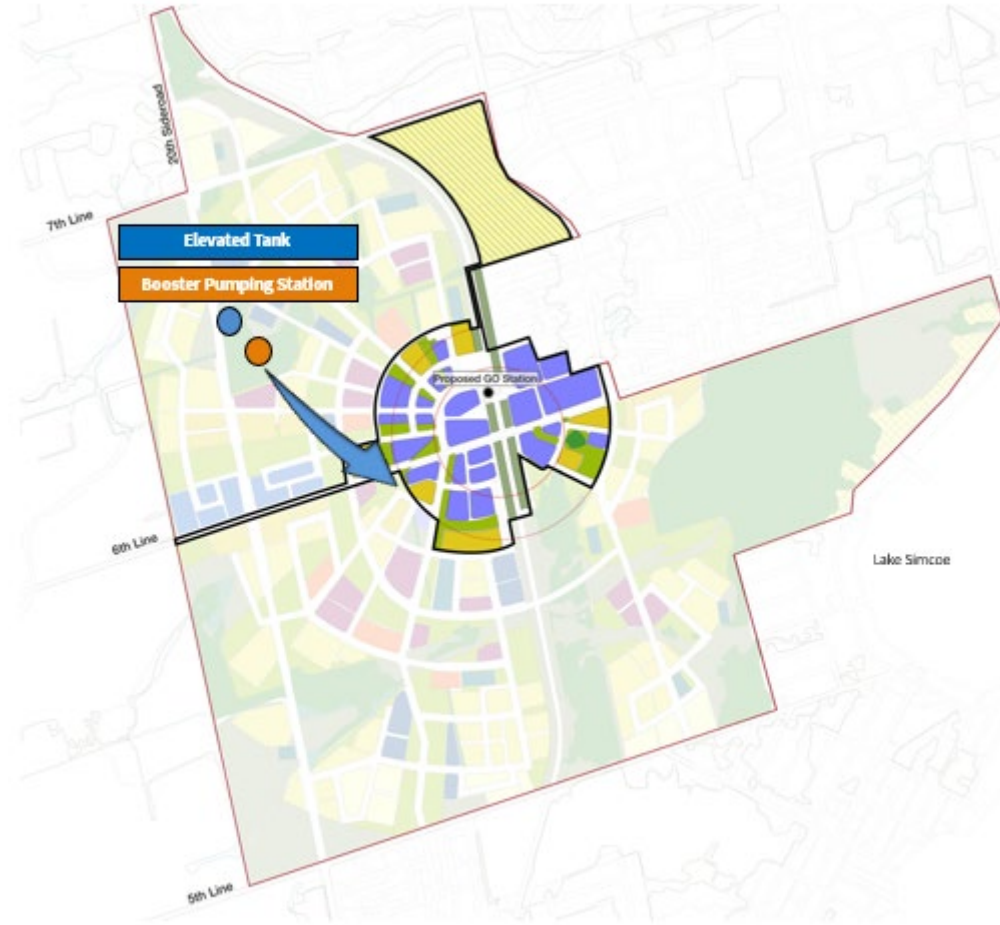 20th Sideroad
7th Line
Elevated Tank
Booster Pumping Station
Proposed GO Station
6th Line
Lake Simcoe
5th Line